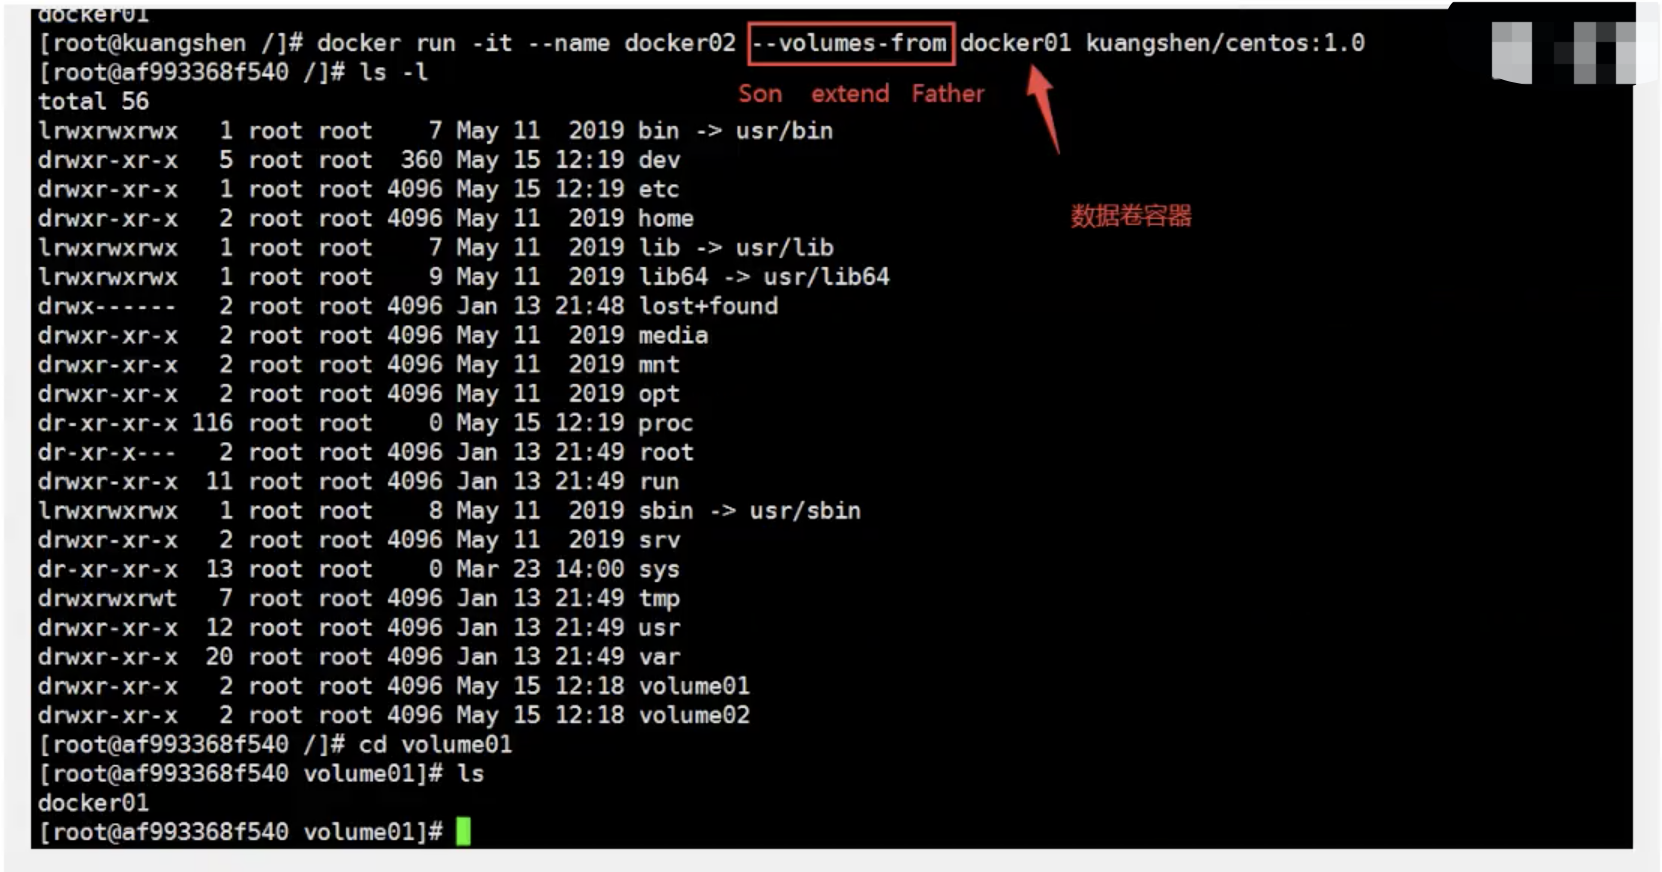 docker01
[root@kuangshen /]# docker run -it --name docker02 --volumes-from docker01 kuangshen/centos:1.0
[root@af993368f540 /]# ls -l
Son extend Father
total 56
lrwxrwxrwx   1 root root    7 May 11  2019 bin -> usr/bin
drwxr-xr-x   5 root root  360 May 15 12:19 dev
drwxr-xr-x   1 root root 4096 May 15 12:19 etc
drwxr-xr-x   2 root root 4096 May 11  2019 home
数据卷容器
lrwxrwxrwx   1 root root    7 May 11  2019 lib -> usr/lib
lrwxrwxrwx   1 root root    9 May 11  2019 lib64 -> usr/lib64
drwx------   2 root root 4096 Jan 13 21:48 lost+found
drwxr-xr-x   2 root root 4096 May 11  2019 media
drwxr-xr-x   2 root root 4096 May 11  2019 mnt
drwxr-xr-x   2 root root 4096 May 11  2019 opt
dr-xr-xr-x 116 root root    0 May 15 12:19 proc
dr-xr-x---   2 root root 4096 Jan 13 21:49 root
drwxr-xr-x  11 root root 4096 Jan 13 21:49 run
lrwxrwxrwx   1 root root    8 May 11  2019 sbin -> usr/sbin
drwxr-xr-x   2 root root 4096 May 11  2019 srv
dr-xr-xr-x  13 root root    0 Mar 23 14:00 sys
drwxrwxrwt   7 root root 4096 Jan 13 21:49 tmp
drwxr-xr-x  12 root root 4096 Jan 13 21:49 usr
drwxr-xr-x  20 root root 4096 Jan 13 21:49 var
drwxr-xr-x   2 root root 4096 May 15 12:18 volume01
drwxr-xr-x   2 root root 4096 May 15 12:18 volume02
[root@af993368f540 /]# cd volume01
[root@af993368f540 volume01]# ls
docker01
[root@af993368f540 volume01]#